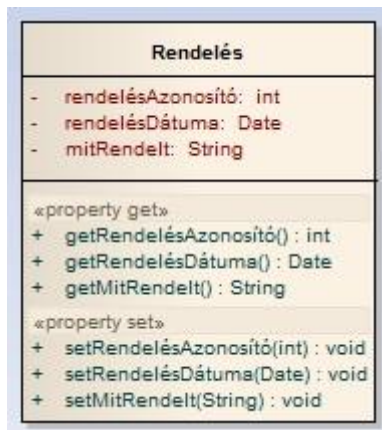 Rendelés
- rendelésAzonosító: int
- rendelésDátuma: Date
- mitRendelt: String
«property get»
+ getRendelésAzonosító() : int
+ getRendelésDátuma() : Date
+ getMitRendelt() : String
«property set»
+ setRendelésAzonosító(int) : void
+ setRendelésDátuma(Date) : void
+ setMitRendelt(String) : void